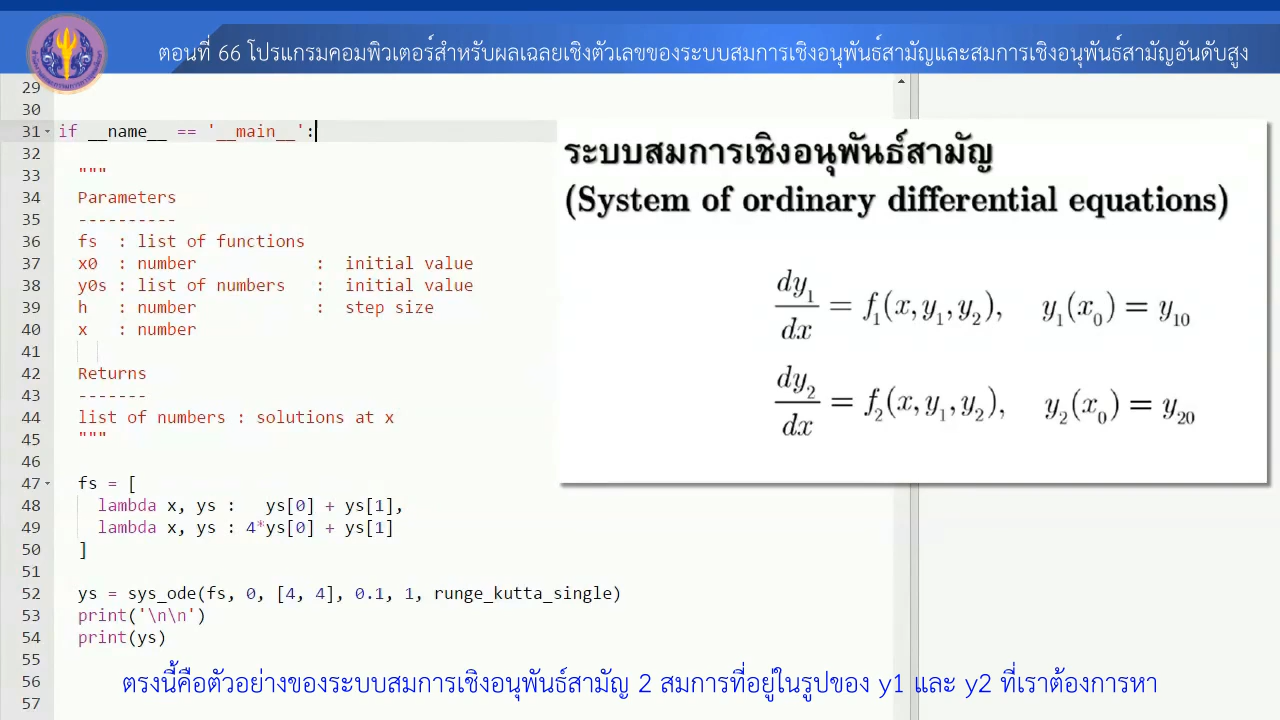 ตอนที่ 66 โปรแกรมคอมพิวเตอร์สำหรับผลเฉลยเชิงตัวเลขของระบบสมการเชิงอนุพันธ์สามัญและสมการเชิงอนุพันธ์สามัญอันดับสูง
29
30
31 if __name__ == '__main__':
32
33 """
34 Parameters
35 ----------
36 fs : list of functions
37 x0 : number : initial value
38 y0s : list of numbers : initial value
39 h : number : step size
40 x : number
41
42 Returns
43 -------
44 list of numbers : solutions at x
45 """
46
47 fs = [
48 lambda x, ys : ys[0] + ys[1],
49 lambda x, ys : 4*ys[0] + ys[1]
50 ]
51
52 ys = sys_ode(fs, 0, [4, 4], 0.1, 1, runge_kutta_single)
53 print('\n\n')
54 print(ys)
55
56
57
ระบบสมการเชิงอนุพันธ์สามัญ
(System of ordinary differential equations)
dy₁/dx = f₁(x, y₁, y₂), y₁(x₀) = y₁₀
dy₂/dx = f₂(x, y₁, y₂), y₂(x₀) = y₂₀
ตรงนี้คือตัวอย่างของระบบสมการเชิงอนุพันธ์สามัญ 2 สมการที่อยู่ในรูปของ y1 และ y2 ที่เราต้องการหา